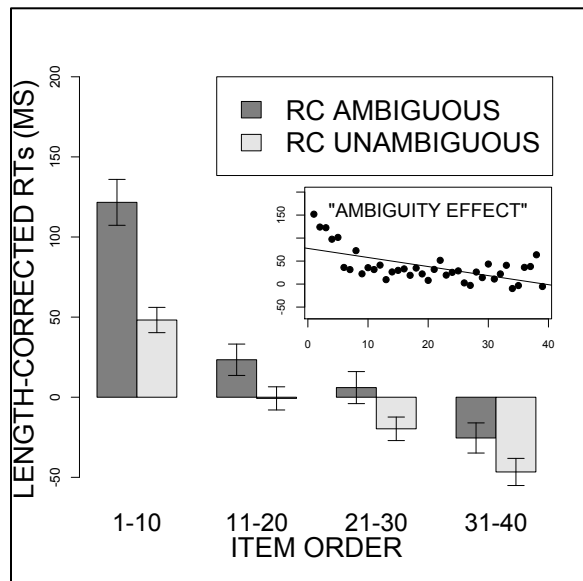 LENGTH-CORRECTED RTs (MS)
200
150
100
50
0
-50
RC AMBIGUOUS
RC UNAMBIGUOUS
"AMBIGUITY EFFECT"
150
50
0
-50
0 10 20 30 40
1-10 11-20 21-30 31-40
ITEM ORDER